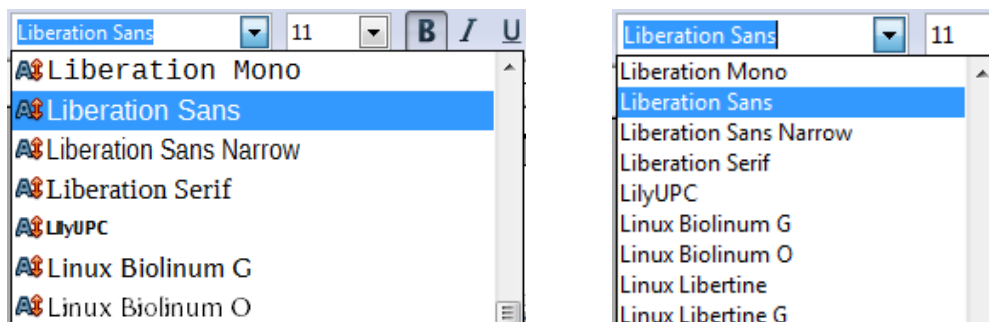 Liberation Sans 11 B I U
Liberation Mono
Liberation Sans
Liberation Sans Narrow
Liberation Serif
LilyUPC
Linux Biolinum G
Linux Biolinum O
Liberation Sans 11
Liberation Mono
Liberation Sans
Liberation Sans Narrow
Liberation Serif
LilyUPC
Linux Biolinum G
Linux Biolinum O
Linux Libertine
Linux Libertine G